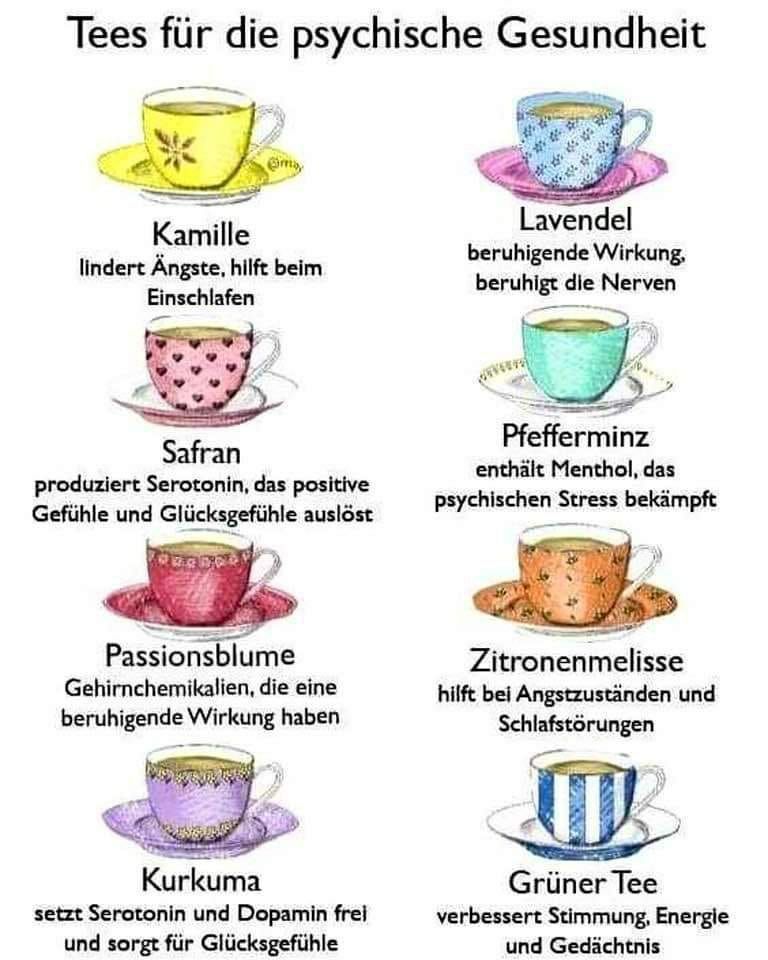 Tees für die psychische Gesundheit
Kamille
lindert Ängste, hilft beim
Einschlafen
Lavendel
beruhigende Wirkung,
beruhigt die Nerven
Safran
produziert Serotonin, das positive
Gefühle und Glücksgefühle auslöst
Pfefferminz
enthält Menthol, das
psychischen Stress bekämpft
Passionsblume
Gehirnchemikalien, die eine
beruhigende Wirkung haben
Zitronenmelisse
hilft bei Angstzuständen und
Schlafstörungen
Kurkuma
setzt Serotonin und Dopamin frei
und sorgt für Glücksgefühle
Grüner Tee
verbessert Stimmung, Energie
und Gedächtnis